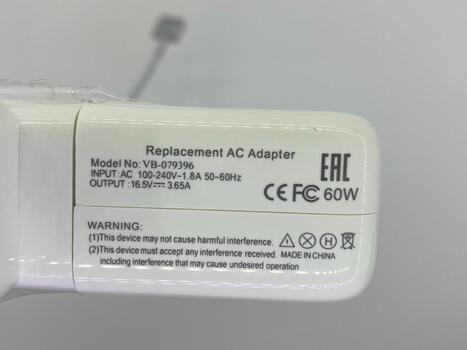 Replacement AC Adapter
Model No: VB-079396
INPUT:AC 100-240V~1.8A 50~60Hz
OUTPUT :16.5V⎓ 3.65A
EAC
CE FC 60W
WARNING:
(1)This device may not cause harmful interference.
(2)This device must accept any interference received. MADE IN CHINA
including interference that may cause undesired operation
H